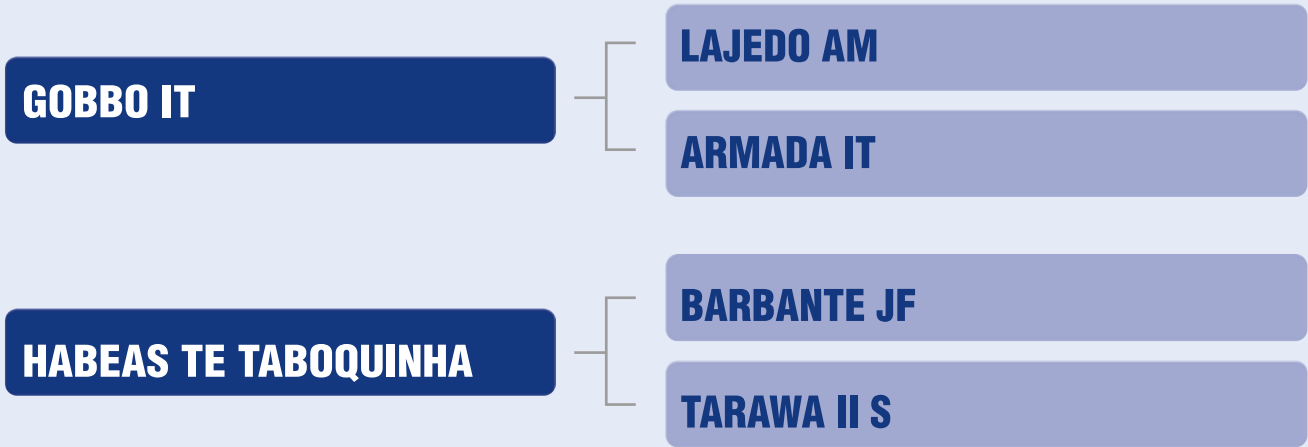 GOBBO IT
LAJEDO AM
ARMADA IT
HABEAS TE TABOQUINHA
BARBANTE JF
TARAWA II S